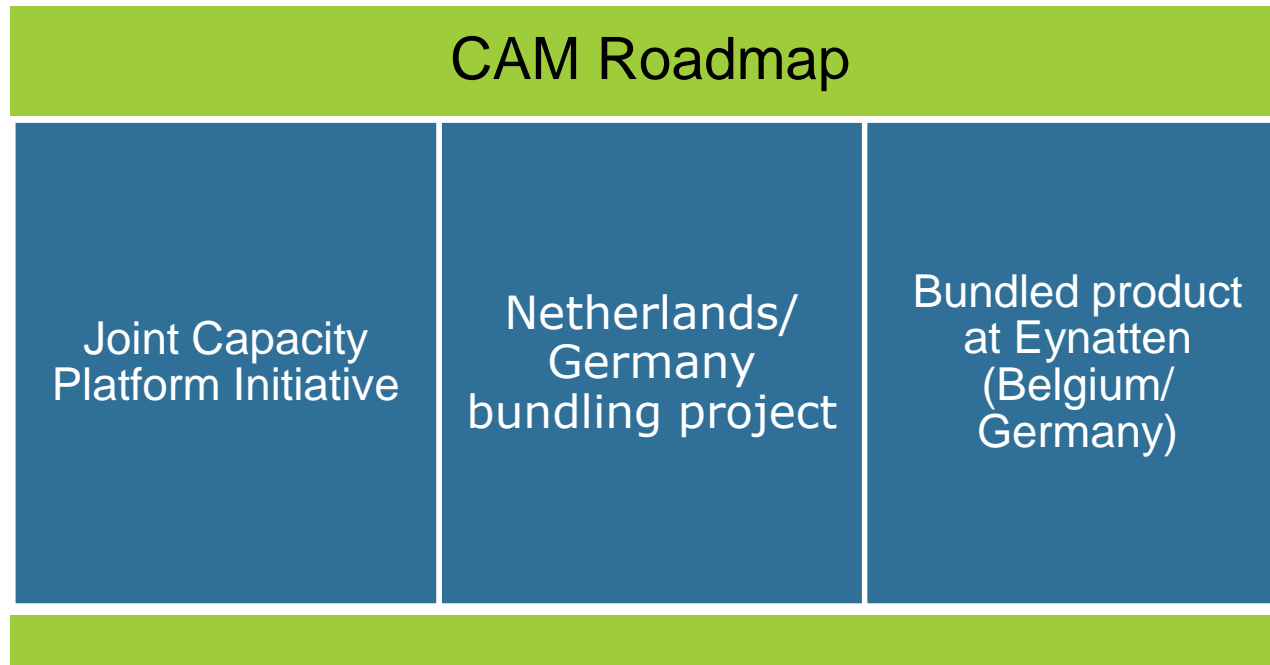 CAM Roadmap
Joint Capacity
Platform Initiative
Netherlands/
Germany
bundling project
Bundled product
at Eynatten
(Belgium/
Germany)